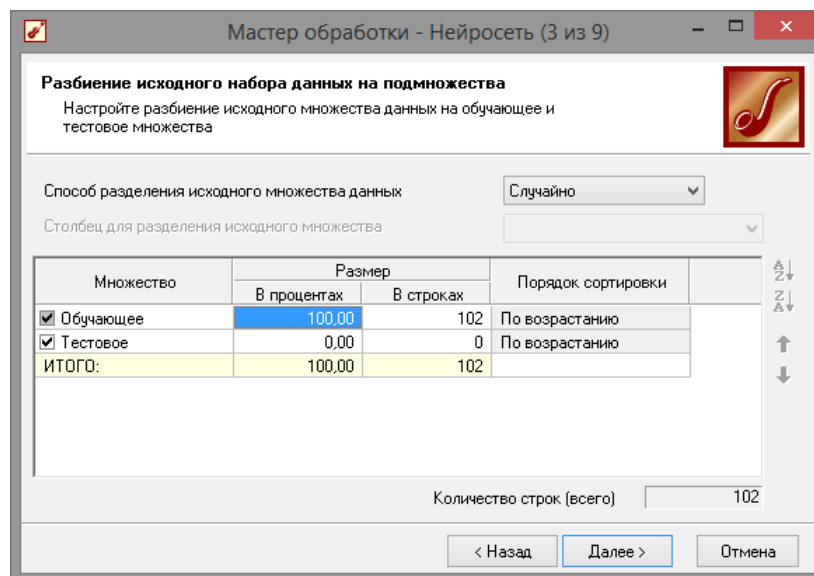 Мастер обработки - Нейросеть (3 из 9)
Разбиение исходного набора данных на подмножества
Настройте разбиение исходного множества данных на обучающее и
тестовое множества
Способ разделения исходного множества данных Случайно
Столбец для разделения исходного множества
Множество Размер Порядок сортировки
В процентах В строках
Обучающее 100,00 102 По возрастанию
Тестовое 0,00 0 По возрастанию
ИТОГО: 100,00 102
Количество строк (всего) 102
< Назад Далее > Отмена